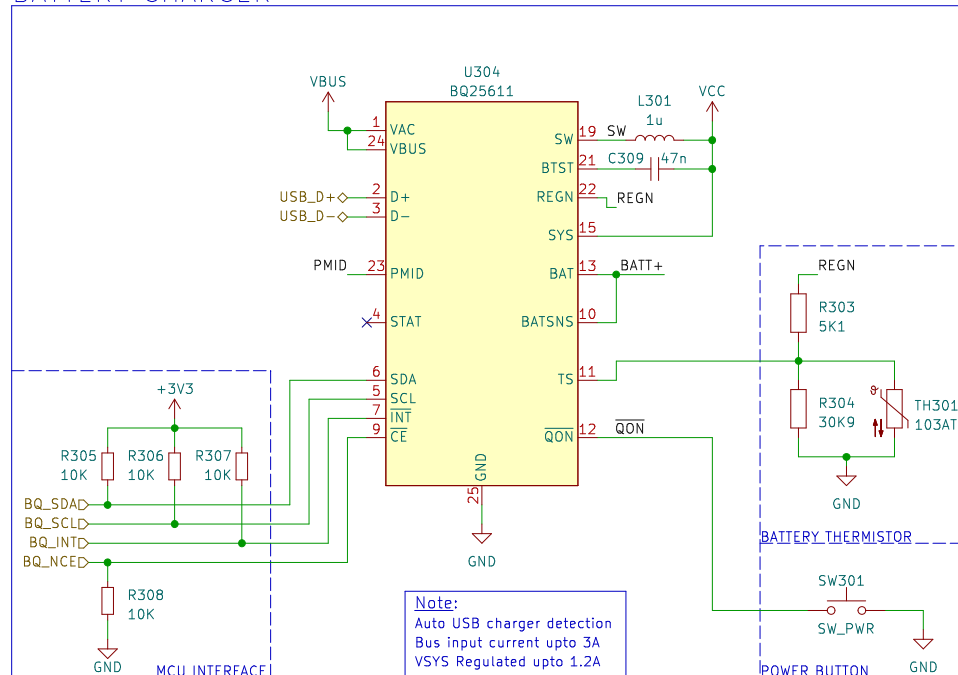 BATTERY CHARGER
U304
BQ25611
VBUS
VCC
L301
1u
1 VAC
24 VBUS
SW 19 SW
BTST 21 C309 47n
2 D+ USB_D+
3 D- USB_D-
REGN 22 REGN
SYS 15
PMID 23 PMID
BAT 13 BATT+
4 STAT
BATSNS 10
6 SDA
5 SCL
7 INT
9 CE
TS 11
QON 12 QON
GND
25
GND
REGN
R303
5K1
R304
30K9
TH301
103AT
GND
BATTERY THERMISTOR
+3V3
R305
10K
R306
10K
R307
10K
BQ_SDA
BQ_SCL
BQ_INT
BQ_NCE
R308
10K
GND
MCU INTERFACE
Note:
Auto USB charger detection
Bus input current upto 3A
VSYS Regulated upto 1.2A
SW301
SW_PWR
GND
POWER BUTTON